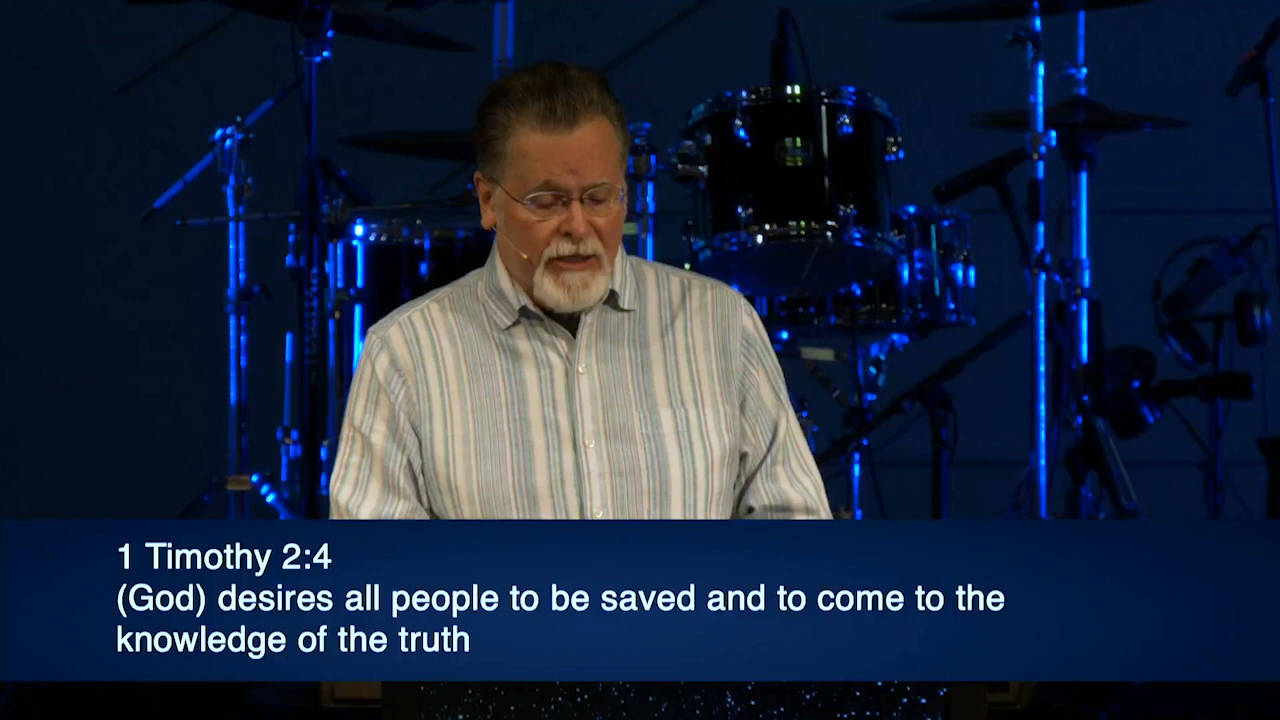 1 Timothy 2:4
(God) desires all people to be saved and to come to the
knowledge of the truth